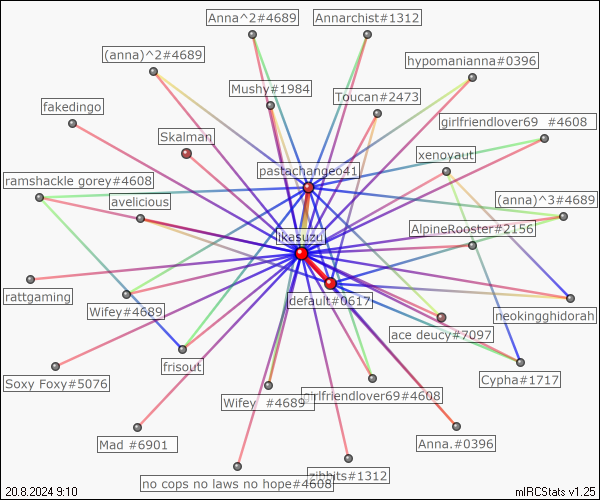 Anna^2#4689
Annarchist#1312
(anna)^2#4689
hypomanianna#0396
Mushy#1984
Toucan#2473
fakedingo
girlfriendlover69 #4608
Skalman
xenoyaut
pastachangeo41
ramshackle gorey#4608
avelicious
(anna)^3#4689
AlpineRooster#2156
ikasuzu
rattgaming
default#0617
Wifey#4689
neokingghidorah
ace deucy#7097
frisout
Soxy Foxy#5076
Cypha#1717
Wifey #4689
girlfriendlover69#4608
Mad #6901
Anna.#0396
zibbits#1312
no cops no laws no hope#4608
20.8.2024 9:10
mIRCStats v1.25